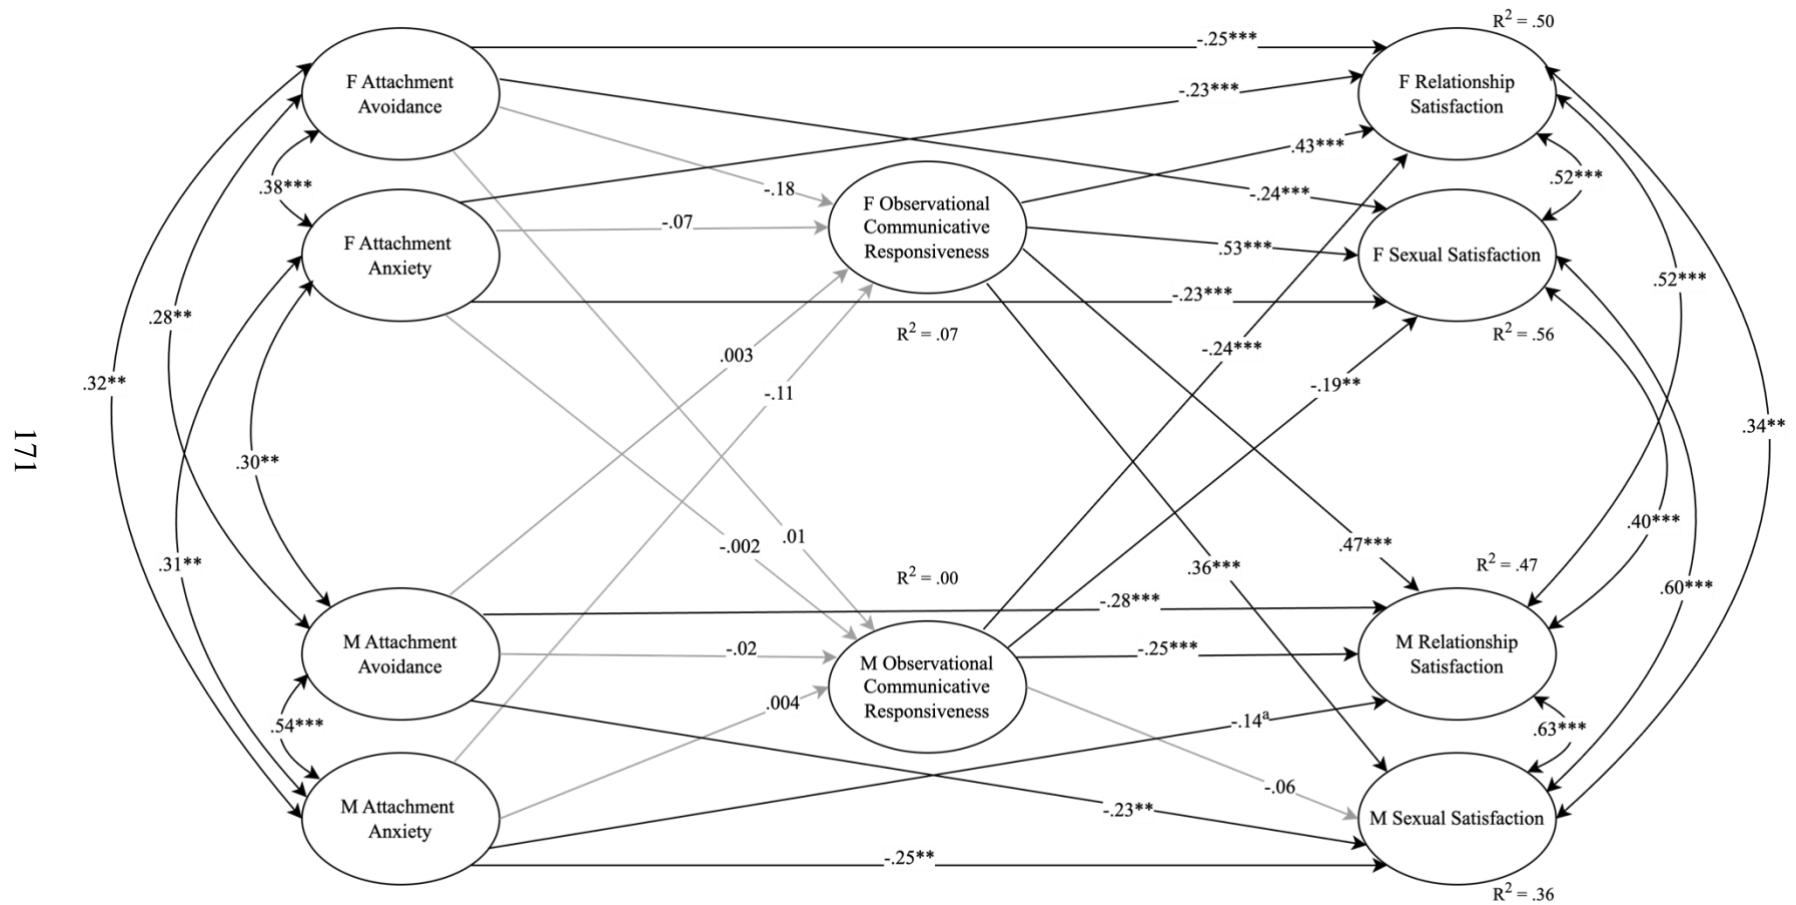 R² = .50
-.25***
F Attachment
Avoidance
F Relationship
Satisfaction
-.23***
.43***
-.18
.38***
.52***
-.24***
F Observational
Communicative
Responsiveness
-.07
F Attachment
Anxiety
.53***
F Sexual Satisfaction
.52***
-.23***
.28**
R² = .07
R² = .56
.003
-.24***
.32**
-.11
-.19**
.34**
171
.30**
.40***
.01
-.002
.47***
.31**
.36***
R² = .47
R² = .00
.60***
-.28***
M Attachment
Avoidance
-.02
-.25***
M Relationship
Satisfaction
M Observational
Communicative
Responsiveness
.004
.54***
-.14ᵃ
.63***
-.06
M Attachment
Anxiety
-.23**
M Sexual Satisfaction
-.25**
R² = .36